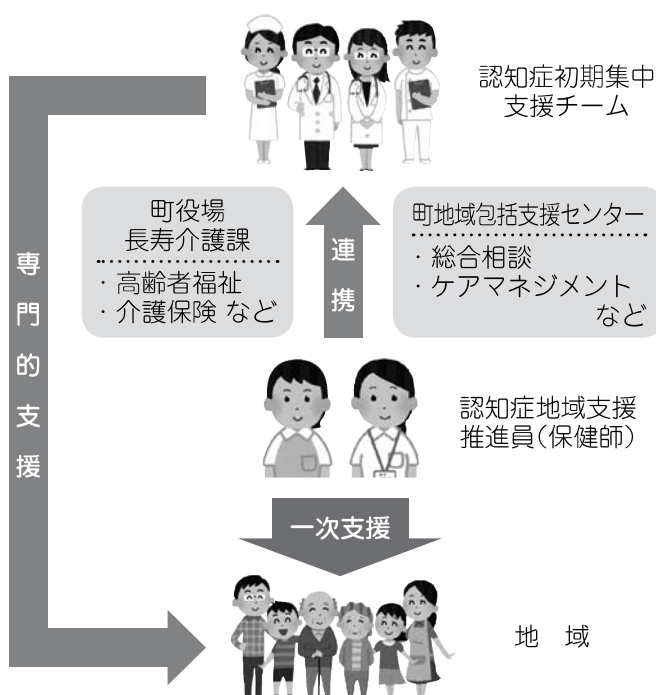 認知症初期集中
支援チーム
町役場
長寿介護課
・高齢者福祉
・介護保険 など
連携
町地域包括支援センター
・総合相談
・ケアマネジメント
など
専門的支援
認知症地域支援
推進員(保健師)
一次支援
地 域